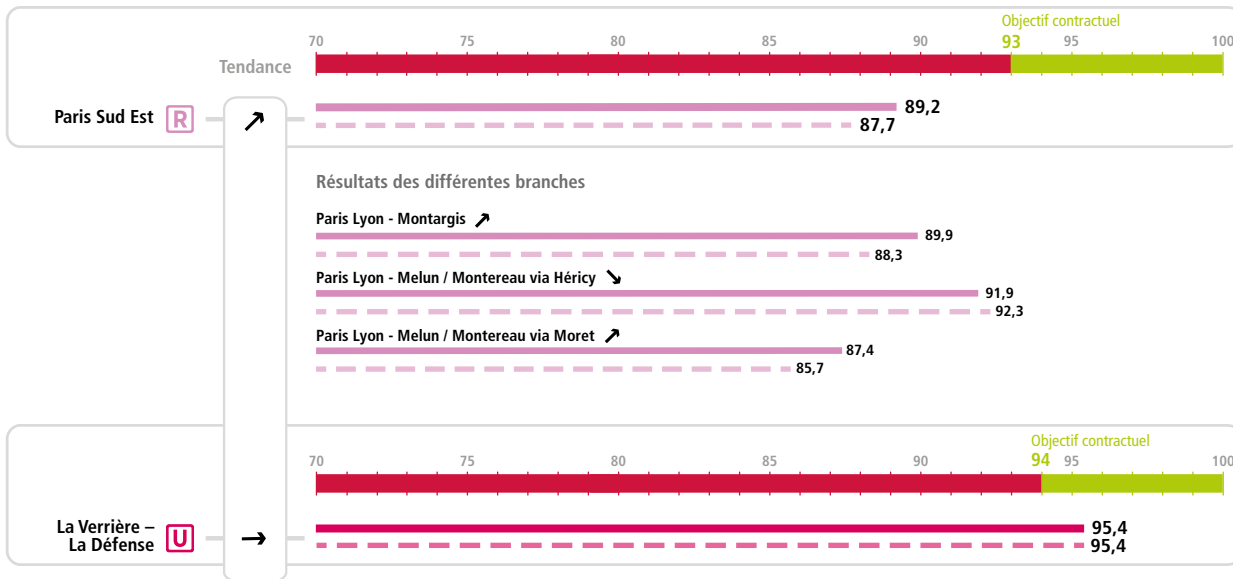 Objectif contractuel
70 75 80 85 90 93 95 100
Tendance
Paris Sud Est R
89,2
87,7
Résultats des différentes branches
Paris Lyon - Montargis
89,9
88,3
Paris Lyon - Melun / Montereau via Héricy
91,9
92,3
Paris Lyon - Melun / Montereau via Moret
87,4
85,7
Objectif contractuel
70 75 80 85 90 94 95 100
La Verrière –
La Défense U
95,4
95,4